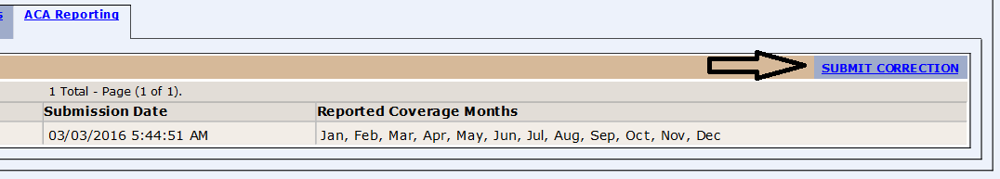 ACA Reporting
SUBMIT CORRECTION
1 Total - Page (1 of 1).
Submission Date Reported Coverage Months
03/03/2016 5:44:51 AM Jan, Feb, Mar, Apr, May, Jun, Jul, Aug, Sep, Oct, Nov, Dec